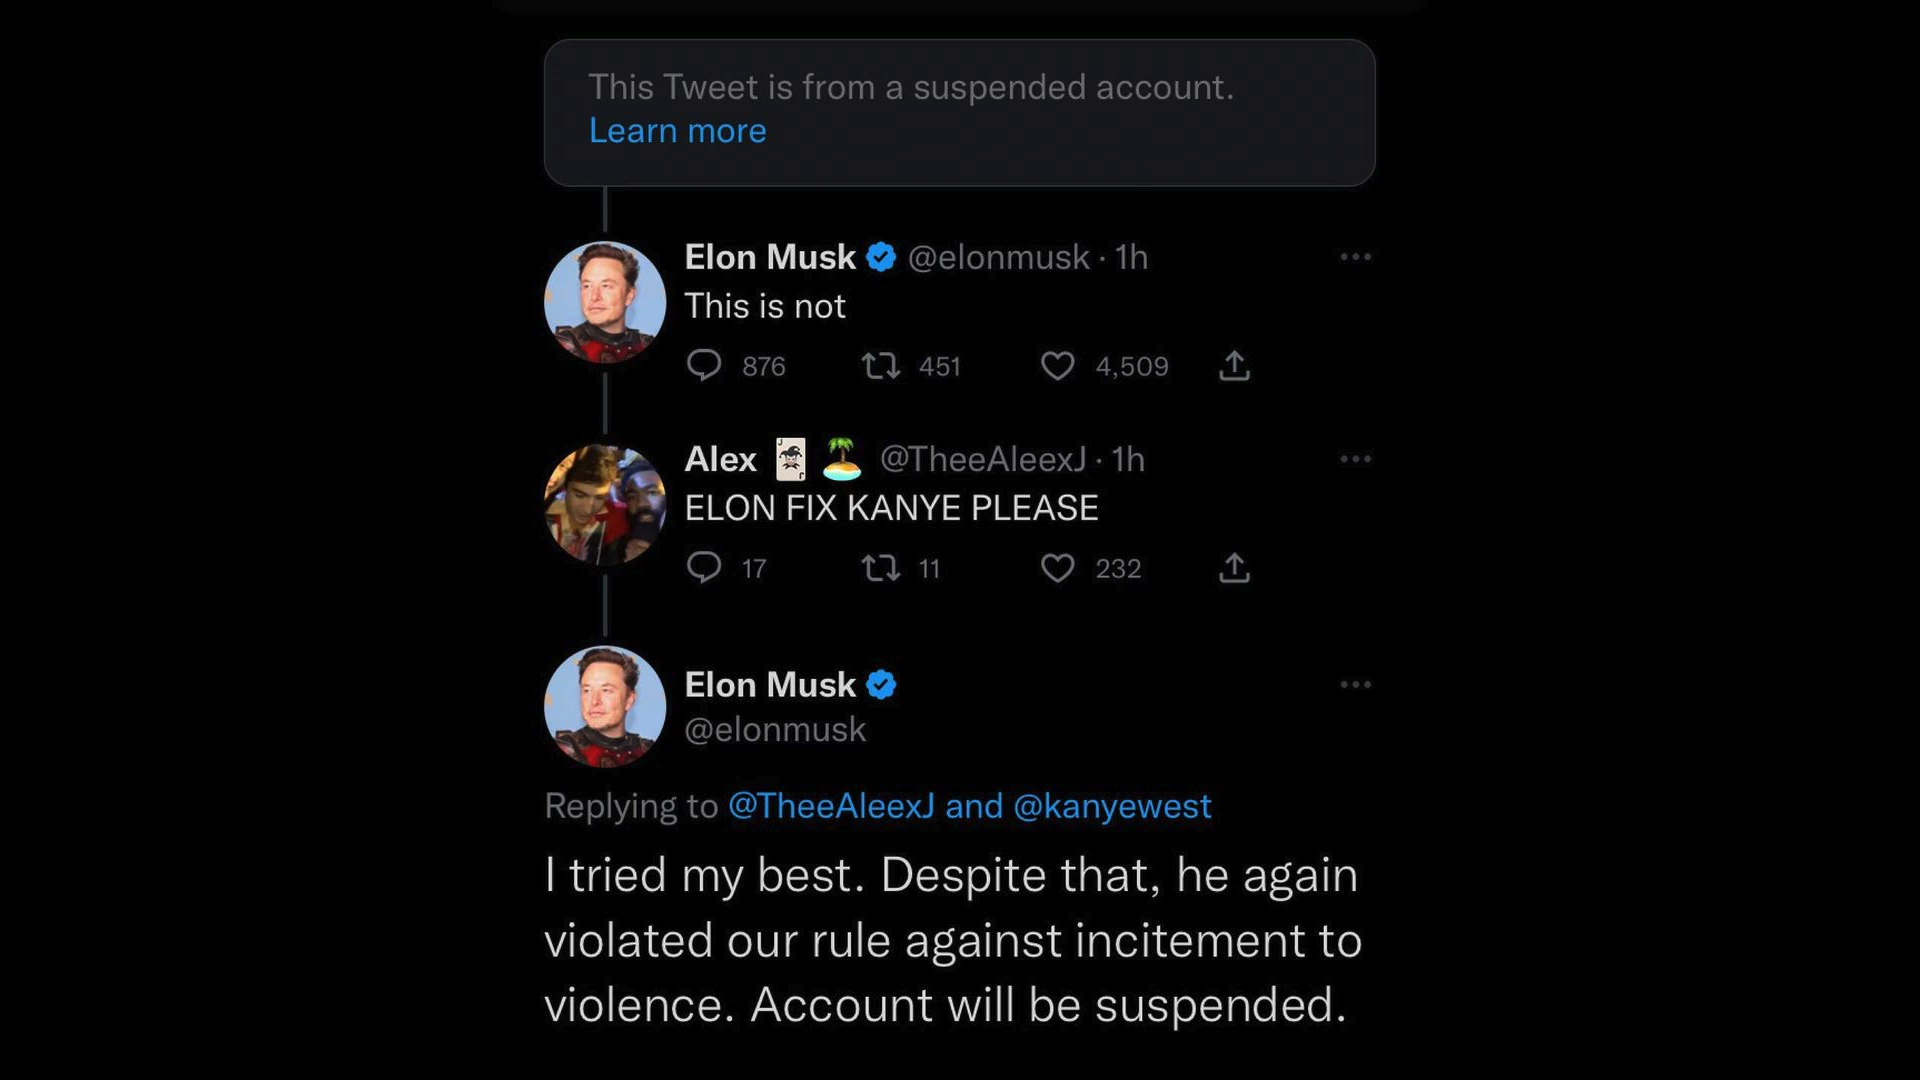 This Tweet is from a suspended account.
Learn more
Elon Musk @elonmusk · 1h
This is not
876 451 4,509
Alex 🃏 🏝️ @TheeAleexJ · 1h
ELON FIX KANYE PLEASE
17 11 232
Elon Musk
@elonmusk
Replying to @TheeAleexJ and @kanyewest
I tried my best. Despite that, he again
violated our rule against incitement to
violence. Account will be suspended.